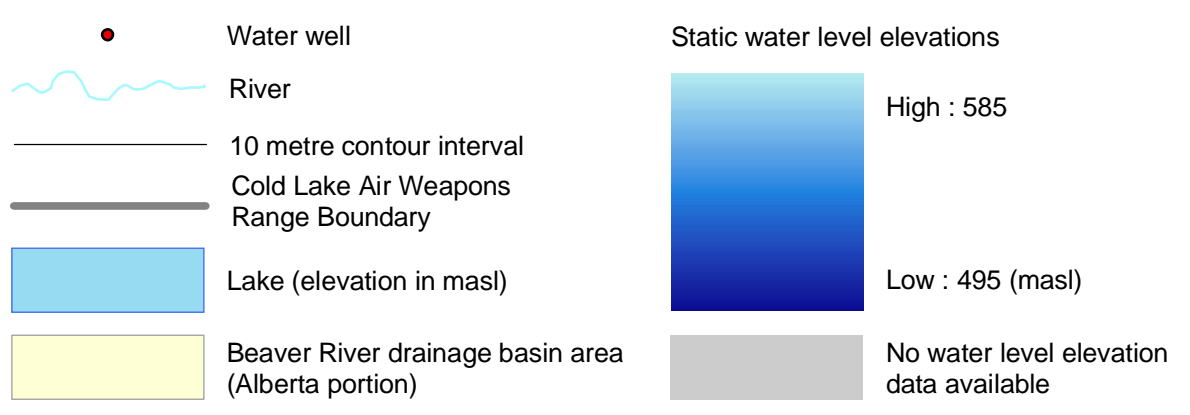 Water well
River
10 metre contour interval
Cold Lake Air Weapons
Range Boundary
Lake (elevation in masl)
Beaver River drainage basin area
(Alberta portion)
Static water level elevations
High : 585
Low : 495 (masl)
No water level elevation
data available